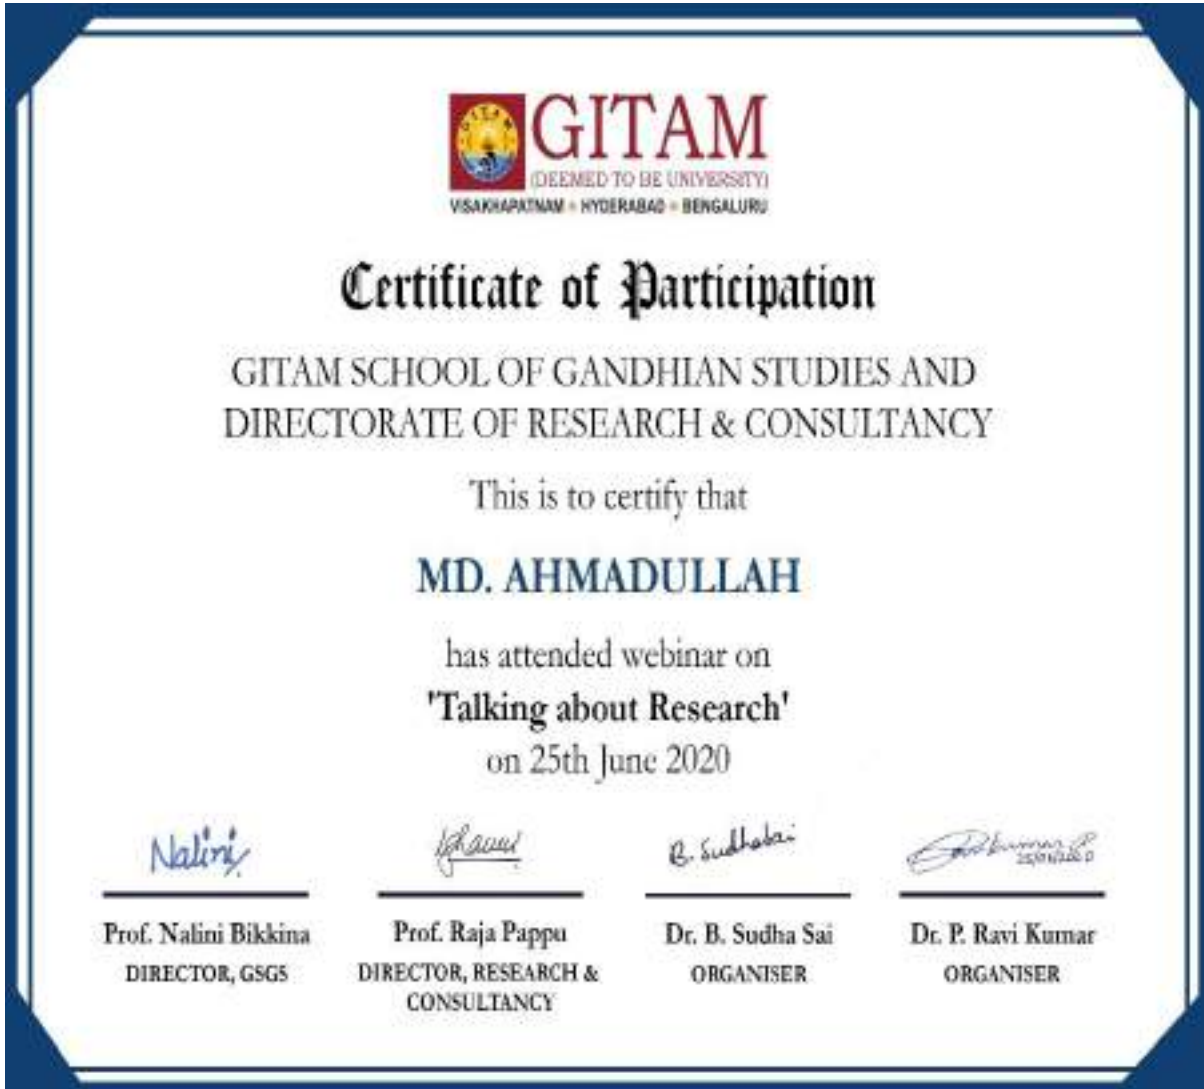 GITAM
GITAM
(DEEMED TO BE UNIVERSITY)
VISAKHAPATNAM • HYDERABAD • BENGALURU
Certificate of Participation
GITAM SCHOOL OF GANDHIAN STUDIES AND
DIRECTORATE OF RESEARCH & CONSULTANCY
This is to certify that
MD. AHMADULLAH
has attended webinar on
'Talking about Research'
on 25th June 2020
Nalini
B. Sudhasai
Prof. Nalini Bikkina
DIRECTOR, GSGS
Prof. Raja Pappu
DIRECTOR, RESEARCH &
CONSULTANCY
Dr. B. Sudha Sai
ORGANISER
Dr. P. Ravi Kumar
ORGANISER